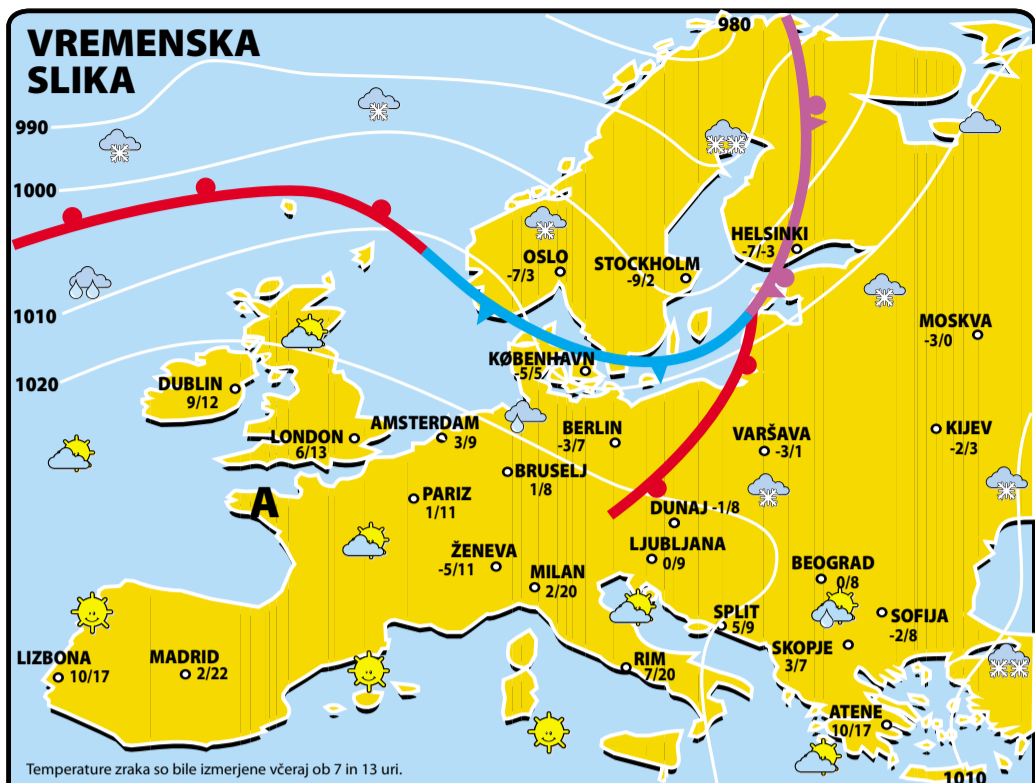 VREMENSKA
SLIKA
980
990
1000
1010
1020
HELSINKI
-7/-3
OSLO
-7/3
STOCKHOLM
-9/2
MOSKVA
-3/0
KØBENHAVN
-5/5
DUBLIN
9/12
AMSTERDAM
3/9
LONDON
6/13
BERLIN
-3/7
VARŠAVA
-3/1
KIJEV
-2/3
BRUSELJ
1/8
A
PARIZ
1/11
DUNAJ -1/8
LJUBLJANA
0/9
ŽENEVA
-5/11
MILAN
2/20
BEOGRAD
0/8
SPLIT
5/9
SOFIJA
-2/8
SKOPJE
3/7
LIZBONA
10/17
MADRID
2/22
RIM
7/20
ATENE
10/17
Temperature zraka so bile izmerjene včeraj ob 7 in 13 uri.
1010